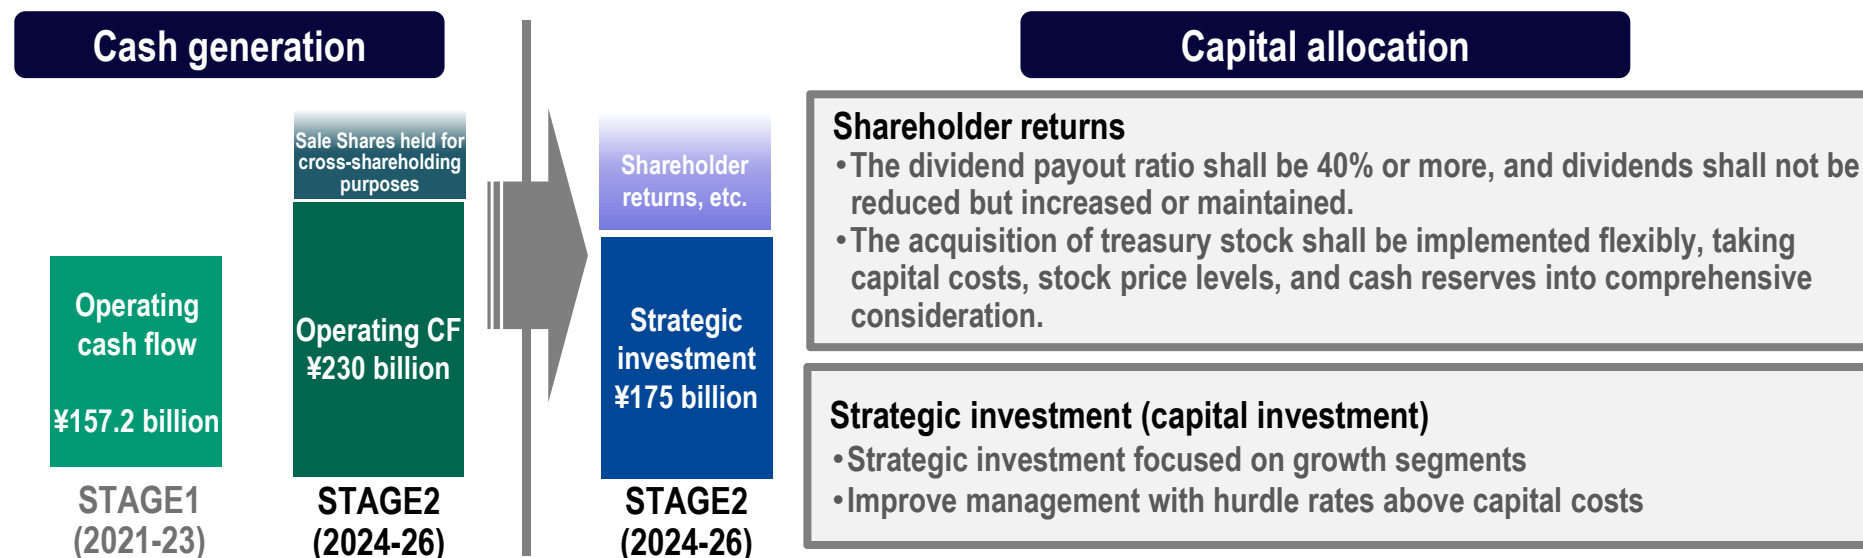 Cash generation
Sale Shares held for
cross-shareholding
purposes
Operating
cash flow
¥157.2 billion
Operating CF
¥230 billion
STAGE1
(2021-23)
STAGE2
(2024-26)
Capital allocation
Shareholder
returns, etc.
Strategic
investment
¥175 billion
STAGE2
(2024-26)
Shareholder returns
•The dividend payout ratio shall be 40% or more, and dividends shall not be
reduced but increased or maintained.
•The acquisition of treasury stock shall be implemented flexibly, taking
capital costs, stock price levels, and cash reserves into comprehensive
consideration.
Strategic investment (capital investment)
•Strategic investment focused on growth segments
•Improve management with hurdle rates above capital costs